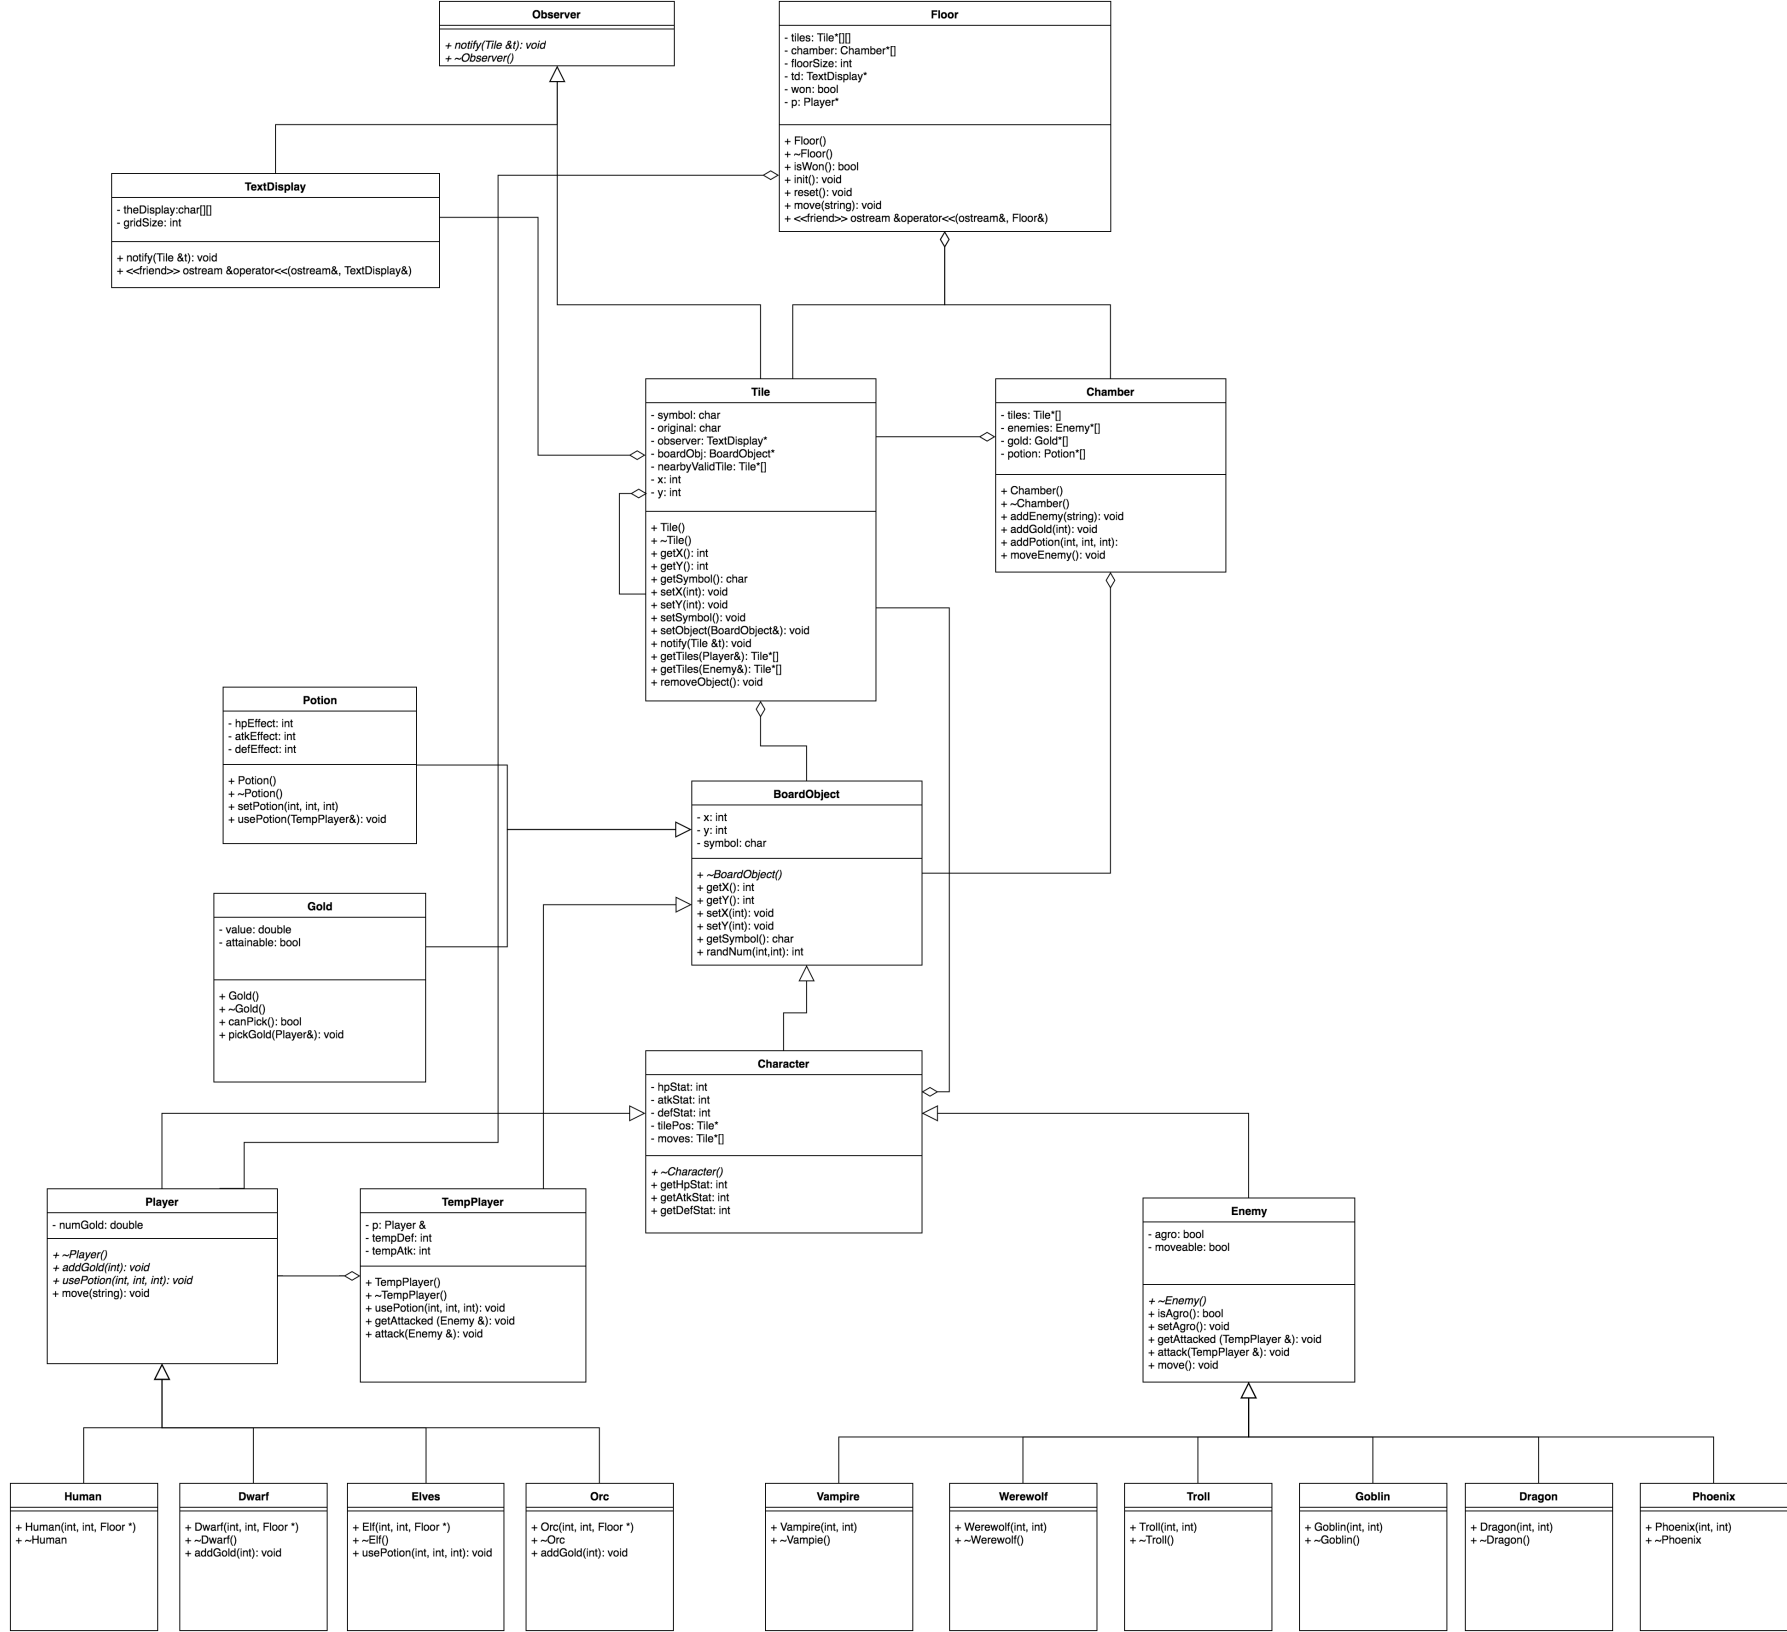 Observer
+ notify(Tile &t): void
+ ~Observer()
Floor
- tiles: Tile*[][]
- chamber: Chamber*[]
- floorSize: int
- td: TextDisplay*
- won: bool
- p: Player*
+ Floor()
+ ~Floor()
+ isWon(): bool
+ init(): void
+ reset(): void
+ move(string): void
+ <<friend>> ostream &operator<<(ostream&, Floor&)
TextDisplay
- theDisplay:char[][]
- gridSize: int
+ notify(Tile &t): void
+ <<friend>> ostream &operator<<(ostream&, TextDisplay&)
Tile
- symbol: char
- original: char
- observer: TextDisplay*
- boardObj: BoardObject*
- nearbyValidTile: Tile*[]
- x: int
- y: int
+ Tile()
+ ~Tile()
+ getX(): int
+ getY(): int
+ getSymbol(): char
+ setX(int): void
+ setY(int): void
+ setSymbol(): void
+ setObject(BoardObject&): void
+ notify(Tile &t): void
+ getTiles(Player&): Tile*[]
+ getTiles(Enemy&): Tile*[]
+ removeObject(): void
Chamber
- tiles: Tile*[]
- enemies: Enemy*[]
- gold: Gold*[]
- potion: Potion*[]
+ Chamber()
+ ~Chamber()
+ addEnemy(string): void
+ addGold(int): void
+ addPotion(int, int, int):
+ moveEnemy(): void
Potion
- hpEffect: int
- atkEffect: int
- defEffect: int
+ Potion()
+ ~Potion()
+ setPotion(int, int, int)
+ usePotion(TempPlayer&): void
BoardObject
- x: int
- y: int
- symbol: char
+ ~BoardObject()
+ getX(): int
+ getY(): int
+ setX(int): void
+ setY(int): void
+ getSymbol(): char
+ randNum(int,int): int
Gold
- value: double
- attainable: bool
+ Gold()
+ ~Gold()
+ canPick(): bool
+ pickGold(Player&): void
Character
- hpStat: int
- atkStat: int
- defStat: int
- tilePos: Tile*
- moves: Tile*[]
+ ~Character()
+ getHpStat: int
+ getAtkStat: int
+ getDefStat: int
Player
- numGold: double
+ ~Player()
+ addGold(int): void
+ usePotion(int, int, int): void
+ move(string): void
TempPlayer
- p: Player &
- tempDef: int
- tempAtk: int
+ TempPlayer()
+ ~TempPlayer()
+ usePotion(int, int, int): void
+ getAttacked (Enemy &): void
+ attack(Enemy &): void
Enemy
- agro: bool
- moveable: bool
+ ~Enemy()
+ isAgro(): bool
+ setAgro(): void
+ getAttacked (TempPlayer &): void
+ attack(TempPlayer &): void
+ move(): void
Human
+ Human(int, int, Floor *)
+ ~Human
Dwarf
+ Dwarf(int, int, Floor *)
+ ~Dwarf()
+ addGold(int): void
Elves
+ Elf(int, int, Floor *)
+ ~Elf()
+ usePotion(int, int, int): void
Orc
+ Orc(int, int, Floor *)
+ ~Orc
+ addGold(int): void
Vampire
+ Vampire(int, int)
+ ~Vampie()
Werewolf
+ Werewolf(int, int)
+ ~Werewolf()
Troll
+ Troll(int, int)
+ ~Troll()
Goblin
+ Goblin(int, int)
+ ~Goblin()
Dragon
+ Dragon(int, int)
+ ~Dragon()
Phoenix
+ Phoenix(int, int)
+ ~Phoenix